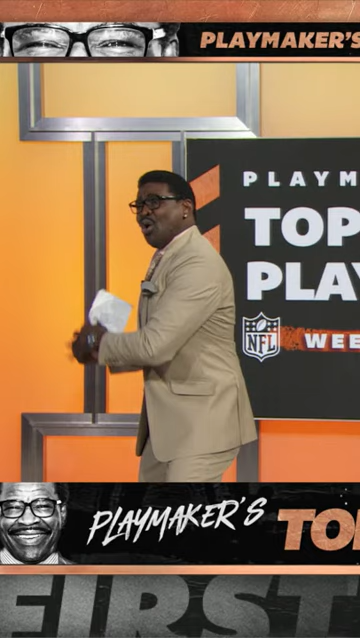 PLAYMAKER'S
PLAYM
TOP
PLAY
NFL WEE
PLAYMAKER'S TO
FIRST